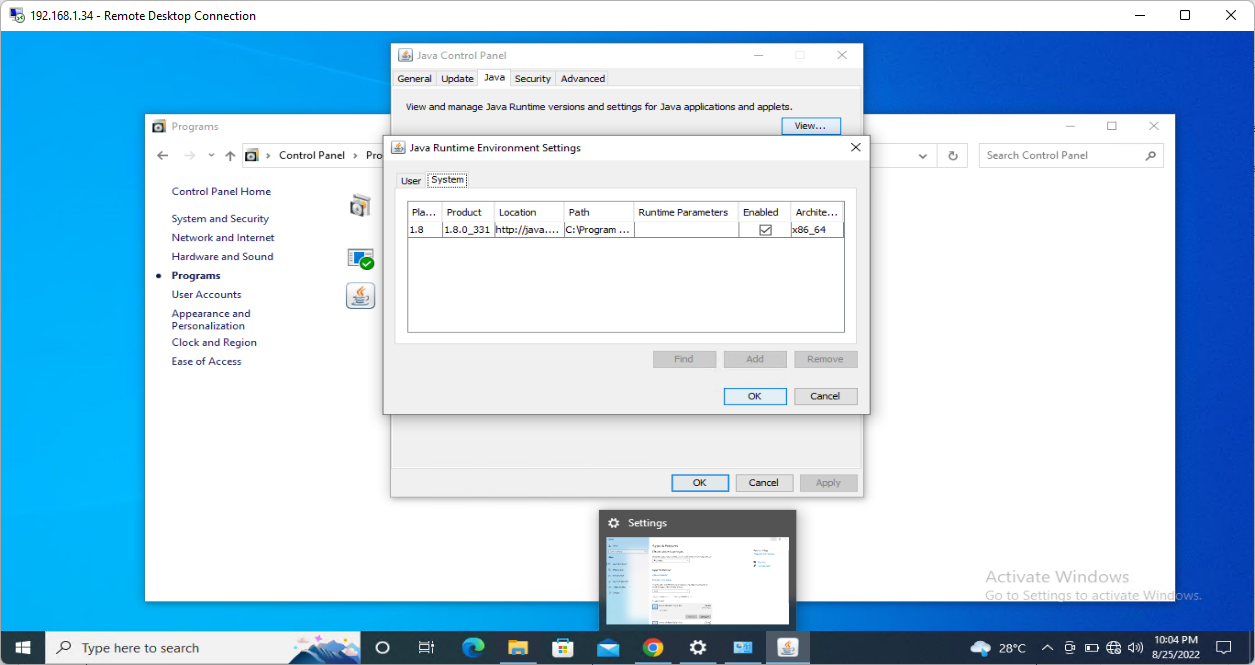 192.168.1.34 - Remote Desktop Connection
Java Control Panel
General Update Java Security Advanced
View and manage Java Runtime versions and settings for Java applications and applets.
View...
Programs
Control Panel Pro
Search Control Panel
Java Runtime Environment Settings
User System
Pla... Product Location Path Runtime Parameters Enabled Archite...
1.8 1.8.0_331 http://java.... C:\Program ... x86_64
Find Add Remove
OK Cancel
Control Panel Home
System and Security
Network and Internet
Hardware and Sound
Programs
User Accounts
Appearance and
Personalization
Clock and Region
Ease of Access
OK Cancel Apply
Settings
Activate Windows
Go to Settings to activate Windows.
Type here to search
28°C
10:04 PM
8/25/2022